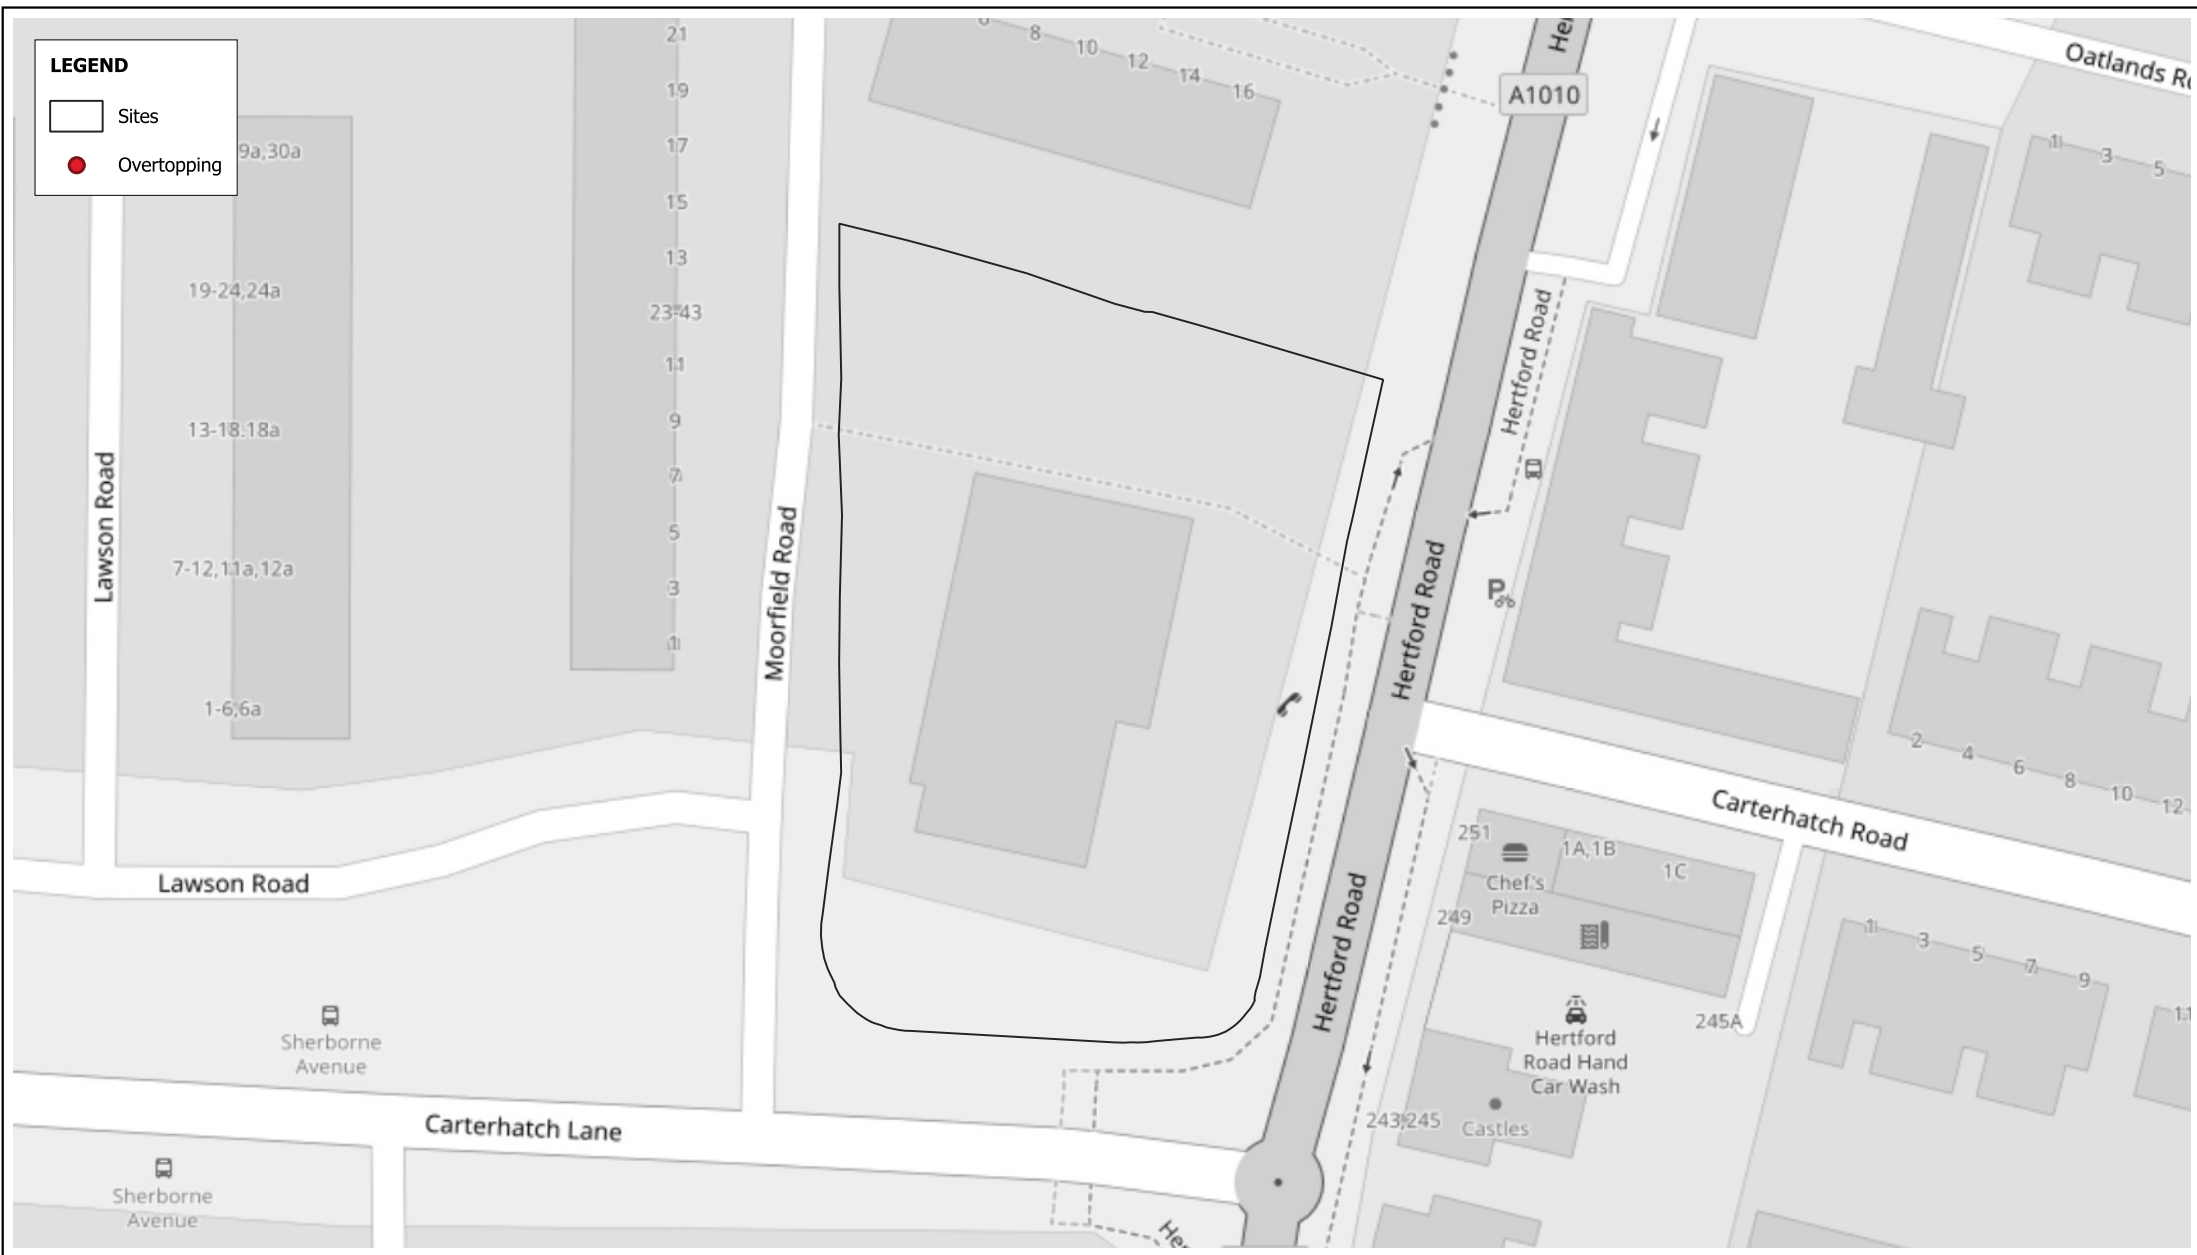 LEGEND
Sites
Overtopping
9a,30a
19-24,24a
13-18.18a
7-12,11a,12a
1-6,6a
Lawson Road
Lawson Road
21
19
17
15
13
23-43
11
9
7
5
3
1
Moorfield Road
8
10
12
14
16
A1010
Hertford Road
Hertford Road
Hertford Road
Oatlands
1
3
5
P
2
4
6
8
10
12
Carterhatch Road
251
1A,1B
1C
Chef's
Pizza
249
245A
Hertford
Road Hand
Car Wash
243,245
Castles
1
3
5
7
9
11
Sherborne
Avenue
Carterhatch Lane
Sherborne
Avenue